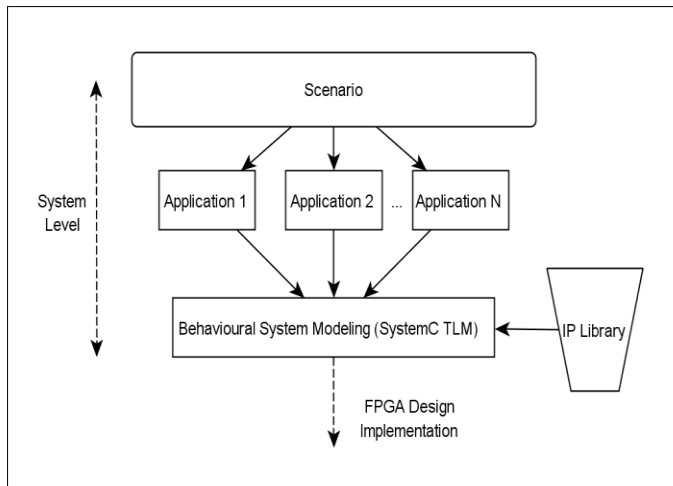 Scenario
System
Level
Application 1
Application 2
...
Application N
Behavioural System Modeling (SystemC TLM)
IP Library
FPGA Design
Implementation